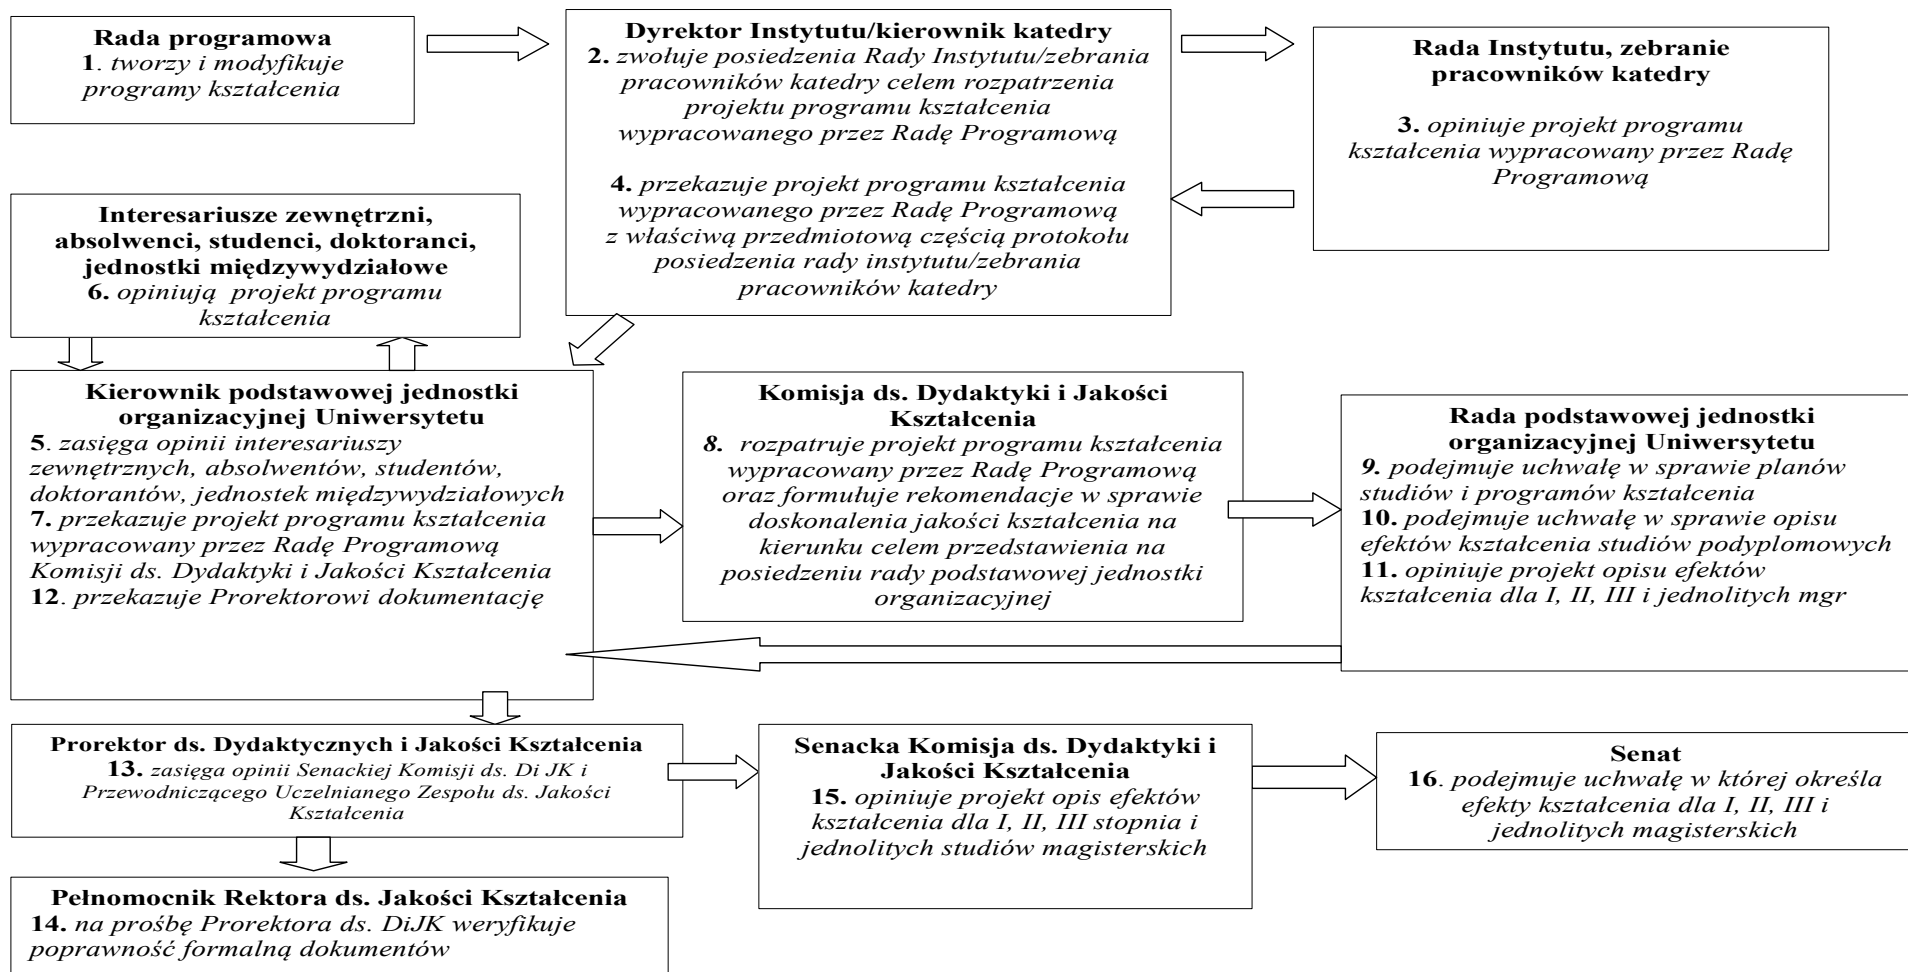 Rada programowa
1. tworzy i modyfikuje
programy kształcenia
Dyrektor Instytutu/kierownik katedry
2. zwołuje posiedzenia Rady Instytutu/zebrania
pracowników katedry celem rozpatrzenia
projektu programu kształcenia
wypracowanego przez Radę Programową
4. przekazuje projekt programu kształcenia
wypracowanego przez Radę Programową
z właściwą przedmiotową częścią protokołu
posiedzenia rady instytutu/zebrania
pracowników katedry
Rada Instytutu, zebranie
pracowników katedry
3. opiniuje projekt programu
kształcenia wypracowany przez Radę
Programową
Interesariusze zewnętrzni,
absolwenci, studenci, doktoranci,
jednostki międzywydziałowe
6. opiniują projekt programu
kształcenia
Kierownik podstawowej jednostki
organizacyjnej Uniwersytetu
5. zasięga opinii interesariuszy
zewnętrznych, absolwentów, studentów,
doktorantów, jednostek międzywydziałowych
7. przekazuje projekt programu kształcenia
wypracowany przez Radę Programową
Komisji ds. Dydaktyki i Jakości Kształcenia
12. przekazuje Prorektorowi dokumentację
Komisja ds. Dydaktyki i Jakości
Kształcenia
8. rozpatruje projekt programu kształcenia
wypracowany przez Radę Programową
oraz formułuje rekomendacje w sprawie
doskonalenia jakości kształcenia na
kierunku celem przedstawienia na
posiedzeniu rady podstawowej jednostki
organizacyjnej
Rada podstawowej jednostki
organizacyjnej Uniwersytetu
9. podejmuje uchwałę w sprawie planów
studiów i programów kształcenia
10. podejmuje uchwałę w sprawie opisu
efektów kształcenia studiów podyplomowych
11. opiniuje projekt opisu efektów
kształcenia dla I, II, III i jednolitych mgr
Prorektor ds. Dydaktycznych i Jakości Kształcenia
13. zasięga opinii Senackiej Komisji ds. Di JK i
Przewodniczącego Uczelnianego Zespołu ds. Jakości
Kształcenia
Senacka Komisja ds. Dydaktyki i
Jakości Kształcenia
15. opiniuje projekt opis efektów
kształcenia dla I, II, III stopnia i
jednolitych studiów magisterskich
Senat
16. podejmuje uchwałę w której określa
efekty kształcenia dla I, II, III i
jednolitych magisterskich
Pełnomocnik Rektora ds. Jakości Kształcenia
14. na prośbę Prorektora ds. DiJK weryfikuje
poprawność formalną dokumentów